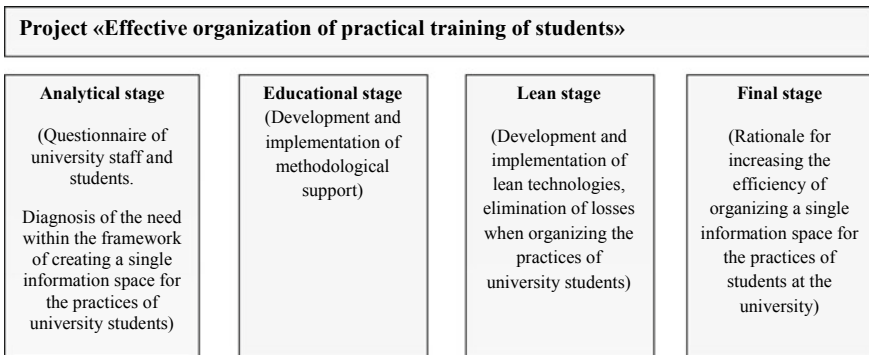 Project «Effective organization of practical training of students»
Analytical stage
(Questionnaire of
university staff and
students.
Diagnosis of the need
within the framework
of creating a single
information space for
the practices of
university students)
Educational stage
(Development and
implementation of
methodological
support)
Lean stage
(Development and
implementation of
lean technologies,
elimination of losses
when organizing the
practices of
university students)
Final stage
(Rationale for
increasing the
efficiency of
organizing a single
information space for
the practices of
students at the
university)